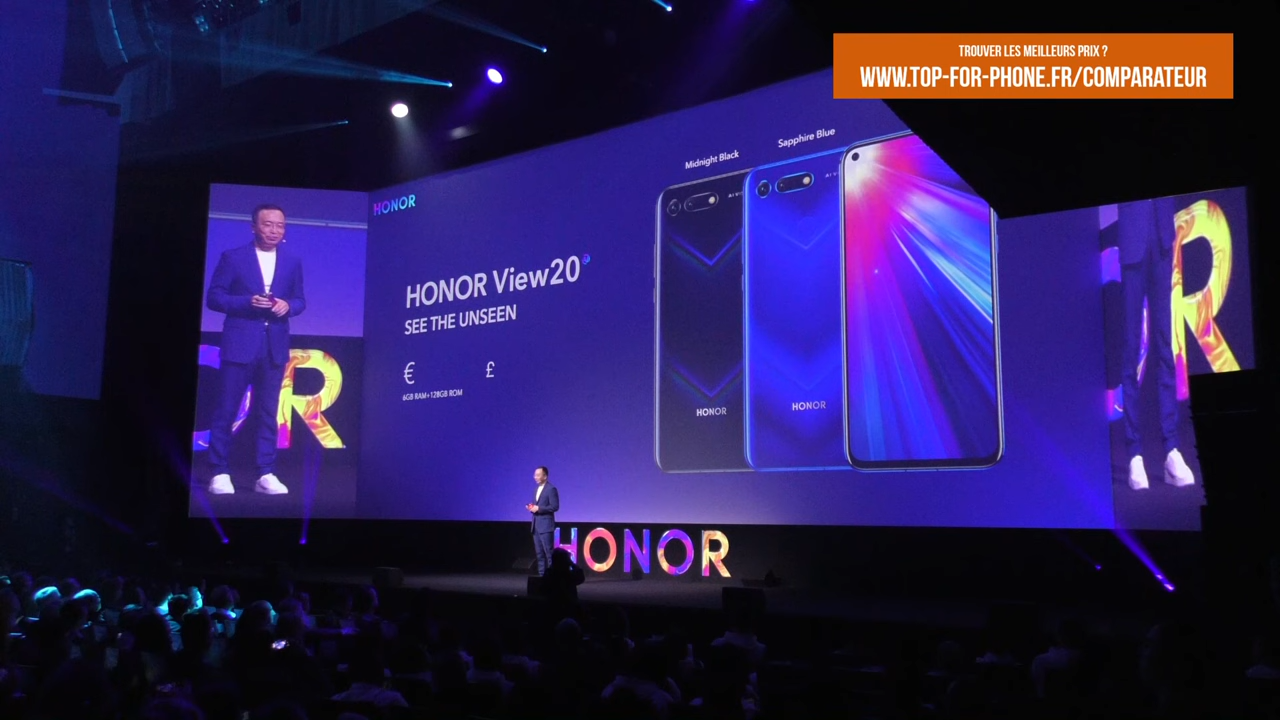 TROUVER LES MEILLEURS PRIX ?
WWW.TOP-FOR-PHONE.FR/COMPARATEUR
Midnight Black
Sapphire Blue
HONOR
HONOR View20
SEE THE UNSEEN
€
£
6GB RAM+128GB ROM
HONOR
HONOR
R
R
HONOR